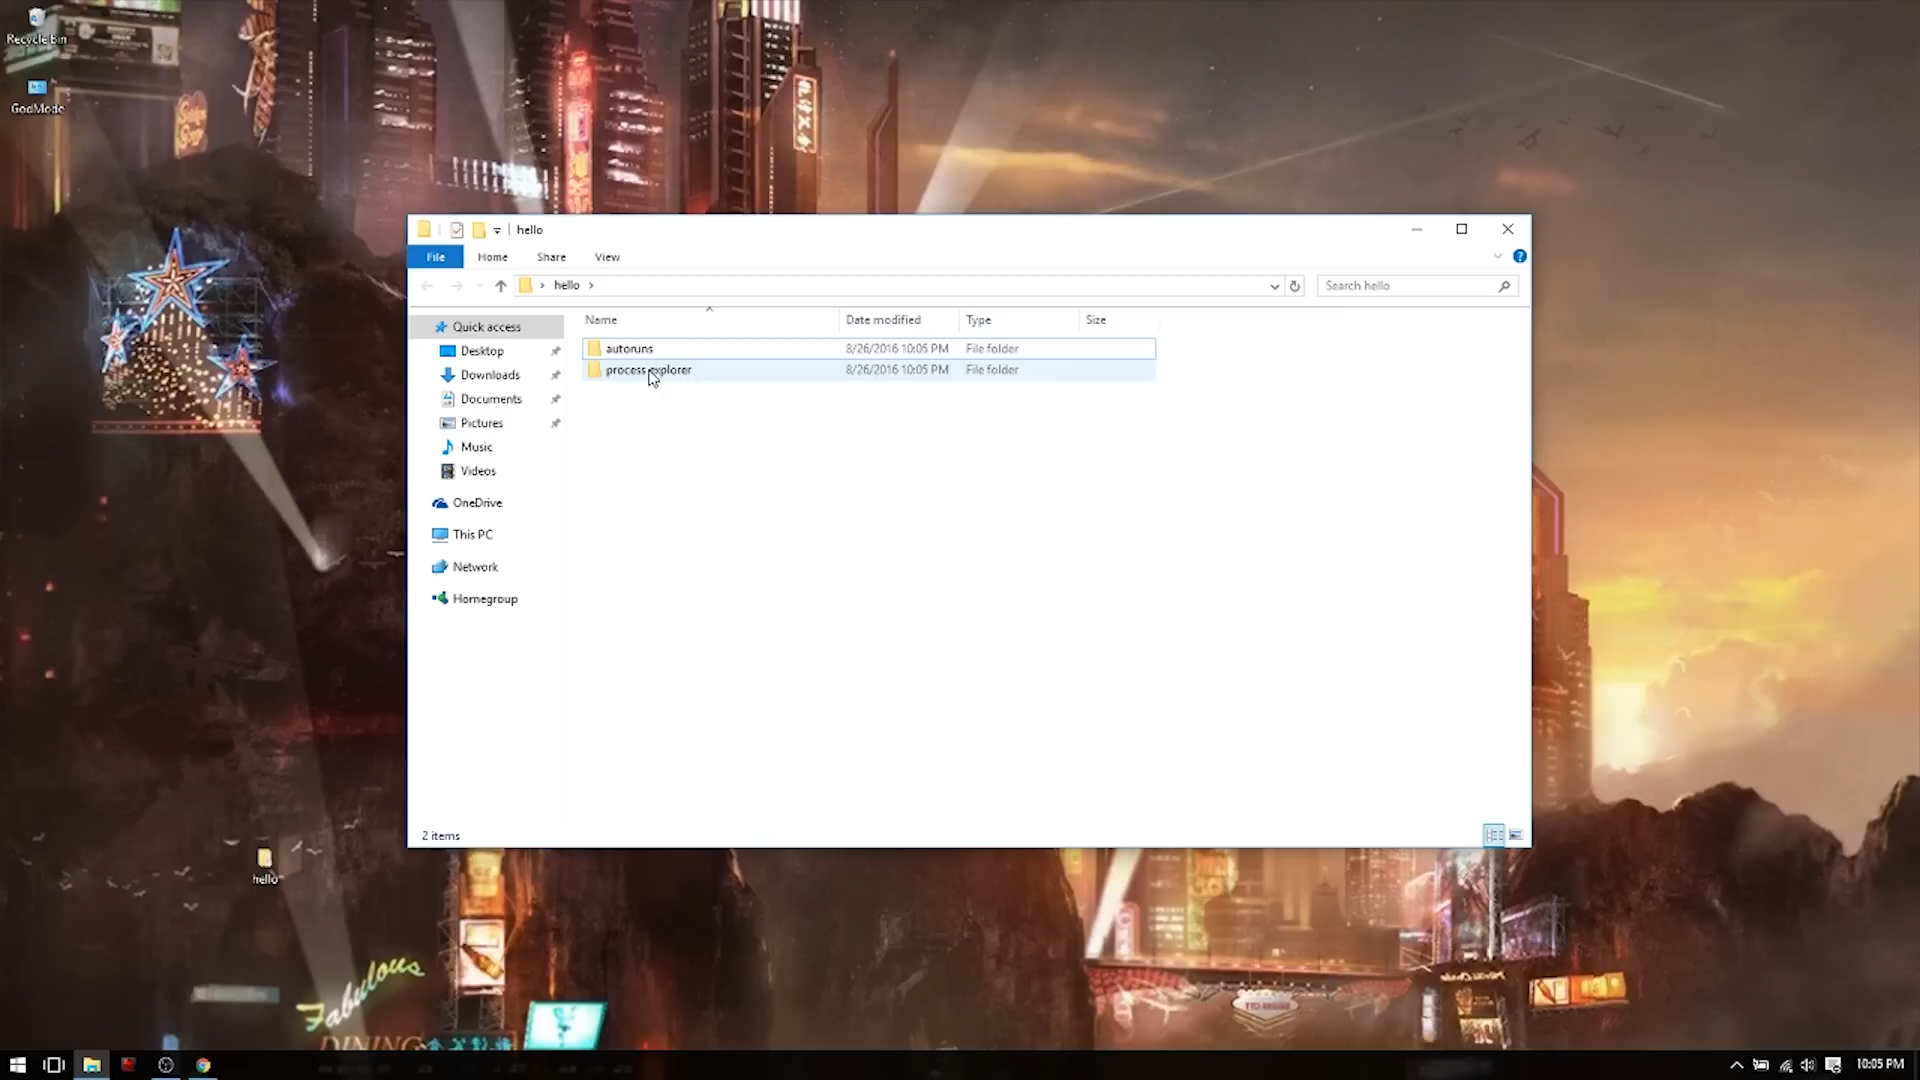 Recycle Bin
GodMode
hello
File
Home
Share
View
hello
Search hello
Quick access
Desktop
Downloads
Documents
Pictures
Music
Videos
OneDrive
This PC
Network
Homegroup
Name
Date modified
Type
Size
autoruns
8/26/2016 10:05 PM
File folder
process explorer
8/26/2016 10:05 PM
File folder
2 items
hello
Fabulous
DINING
10:05 PM